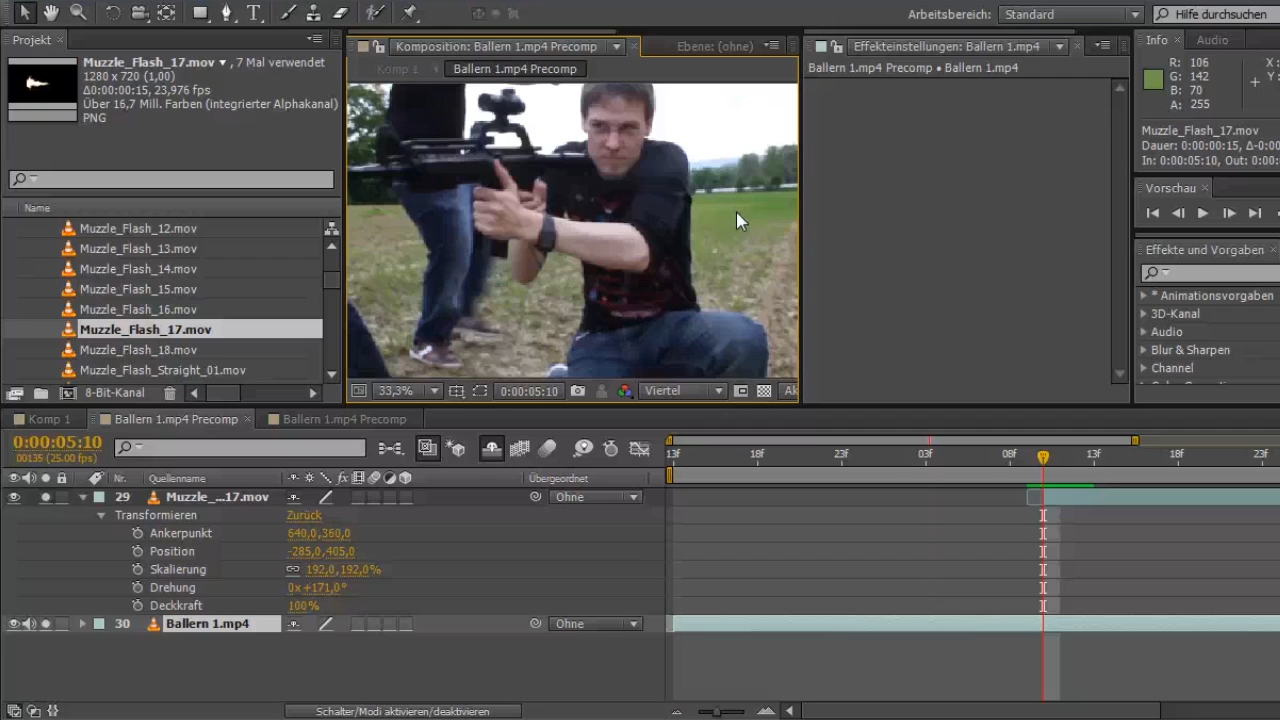 Arbeitsbereich: Standard Hilfe durchsuchen
Projekt
Muzzle_Flash_17.mov , 7 Mal verwendet
1280 x 720 (1,00)
Δ0:00:00:15, 23,976 fps
Über 16,7 Mill. Farben (integrierter Alphakanal)
PNG
Name
Muzzle_Flash_12.mov
Muzzle_Flash_13.mov
Muzzle_Flash_14.mov
Muzzle_Flash_15.mov
Muzzle_Flash_16.mov
Muzzle_Flash_17.mov
Muzzle_Flash_18.mov
Muzzle_Flash_Straight_01.mov
8-Bit-Kanal
Komposition: Ballern 1.mp4 Precomp
Ebene: (ohne)
Komp 1 Ballern 1.mp4 Precomp
33,3% 0:00:05:10 Viertel Ak
Effekteinstellungen: Ballern 1.mp4
Ballern 1.mp4 Precomp • Ballern 1.mp4
Info Audio
R: 106 X:
G: 142 Y:
B: 70
A: 255
Muzzle_Flash_17.mov
Dauer: 0:00:00:15, Δ-0:0
In: 0:00:05:10, Out: 0:00
Vorschau
Effekte und Vorgaben
* Animationsvorgaben
3D-Kanal
Audio
Blur & Sharpen
Channel
Komp 1 Ballern 1.mp4 Precomp Ballern 1.mp4 Precomp
0:00:05:10
00135 (25.00 fps)
13f 18f 23f 03f 08f 13f 18f 23f
Nr. Quellenname fx Übergeordnet
29 Muzzle_...17.mov Ohne
Transformieren Zurück
Ankerpunkt 640,0,360,0
Position -285,0,405,0
Skalierung 192,0,192,0%
Drehung 0x+171,0°
Deckkraft 100%
30 Ballern 1.mp4 Ohne
Schalter/Modi aktivieren/deaktivieren